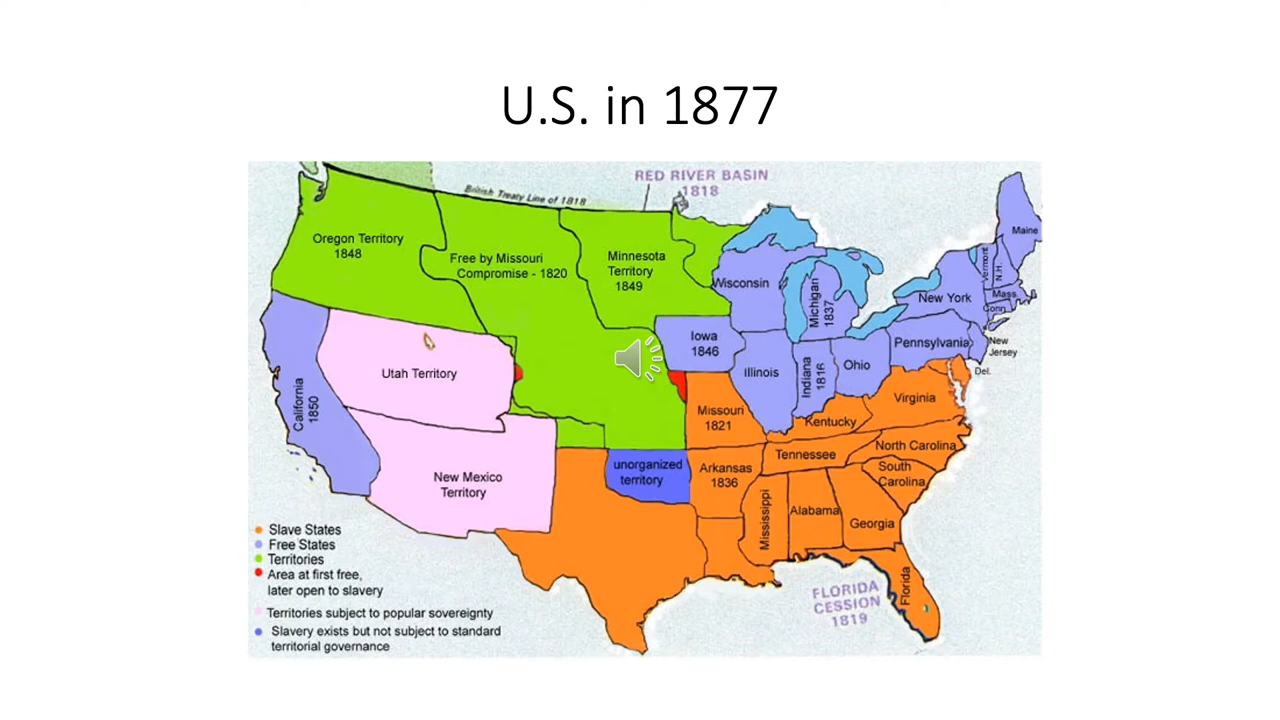 U.S. in 1877
RED RIVER BASIN
1818
British Treaty Line of 1818
Oregon Territory
1848
Free by Missouri
Compromise - 1820
Minnesota
Territory
1849
Wisconsin
Michigan
1837
Maine
Vermont
N.H.
Mass
Conn
New York
Pennsylvania
New
Jersey
Del.
Iowa
1846
Illinois
Indiana
1816
Ohio
Utah Territory
California
1850
Missouri
1821
Kentucky
Virginia
North Carolina
Tennessee
South
Carolina
New Mexico
Territory
unorganized
territory
Arkansas
1836
Mississippi
Alabama
Georgia
Florida
FLORIDA
CESSION
1819
Slave States
Free States
Territories
Area at first free,
later open to slavery
Territories subject to popular sovereignty
Slavery exists but not subject to standard
territorial governance